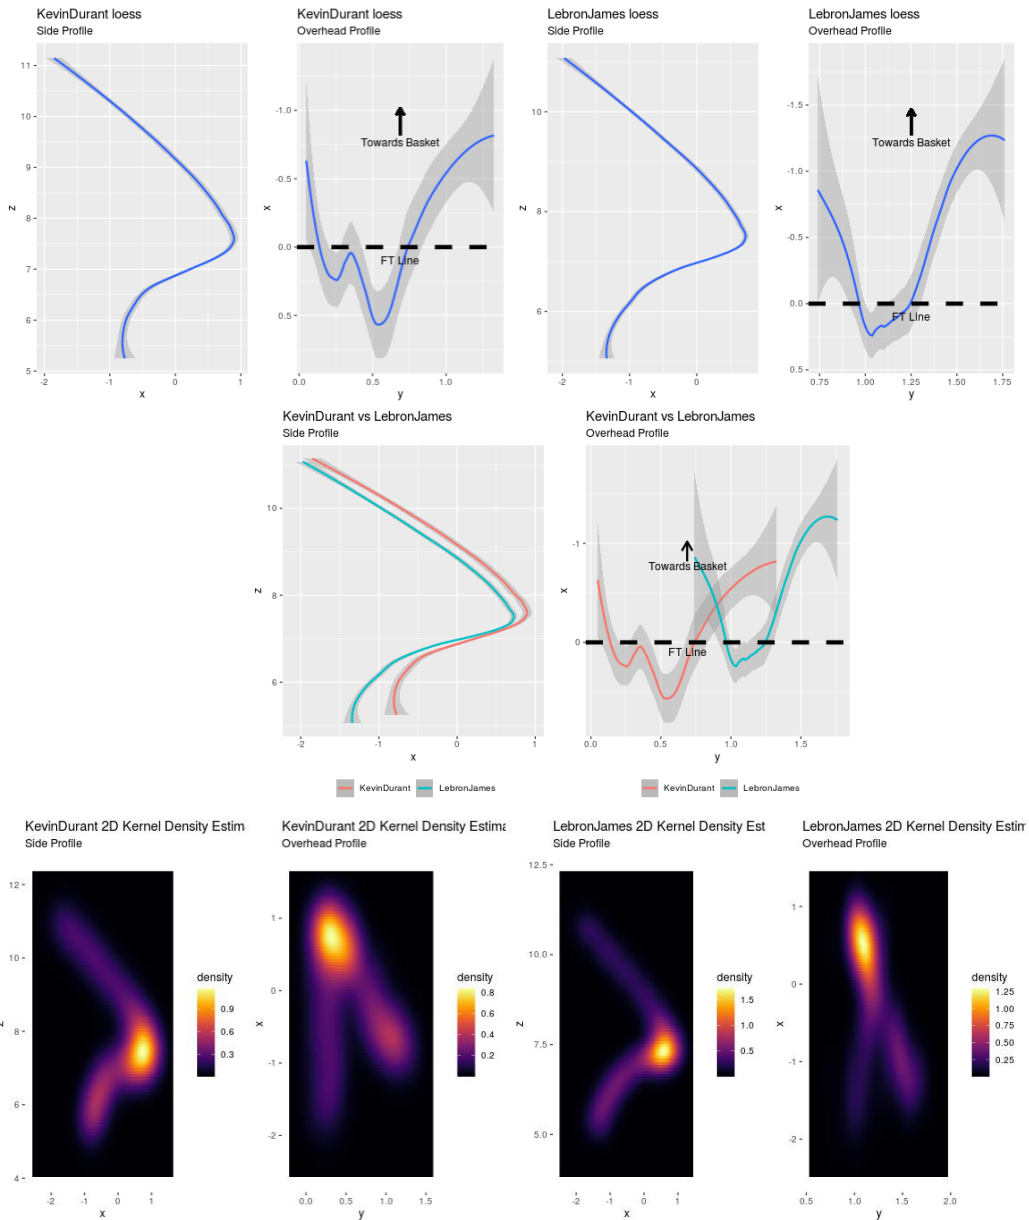 KevinDurant loess
Side Profile
11
10
9
8
7
6
5
z
-2
-1
0
1
x
KevinDurant loess
Overhead Profile
-1.0
-0.5
0.0
0.5
x
Towards Basket
FT Line
0.0
0.5
1.0
y
LebronJames loess
Side Profile
10
8
6
z
-2
-1
0
x
LebronJames loess
Overhead Profile
-1.5
-1.0
-0.5
0.0
0.5
x
Towards Basket
FT Line
0.75
1.00
1.25
1.50
1.75
y
KevinDurant vs LebronJames
Side Profile
10
8
6
z
-2
-1
0
1
x
KevinDurant
LebronJames
KevinDurant vs LebronJames
Overhead Profile
-1
0
x
Towards Basket
FT Line
0.0
0.5
1.0
1.5
y
KevinDurant
LebronJames
KevinDurant 2D Kernel Density Estim
Side Profile
12
10
8
6
4
z
-2
-1
0
1
x
density
0.9
0.6
0.3
KevinDurant 2D Kernel Density Estima
Overhead Profile
1
0
-1
-2
x
0.0
0.5
1.0
1.5
y
density
0.8
0.6
0.4
0.2
LebronJames 2D Kernel Density Est
Side Profile
12.5
10.0
7.5
5.0
z
-2
-1
0
1
x
density
1.5
1.0
0.5
LebronJames 2D Kernel Density Estim
Overhead Profile
1
0
-1
-2
x
0.5
1.0
1.5
2.0
y
density
1.25
1.00
0.75
0.50
0.25